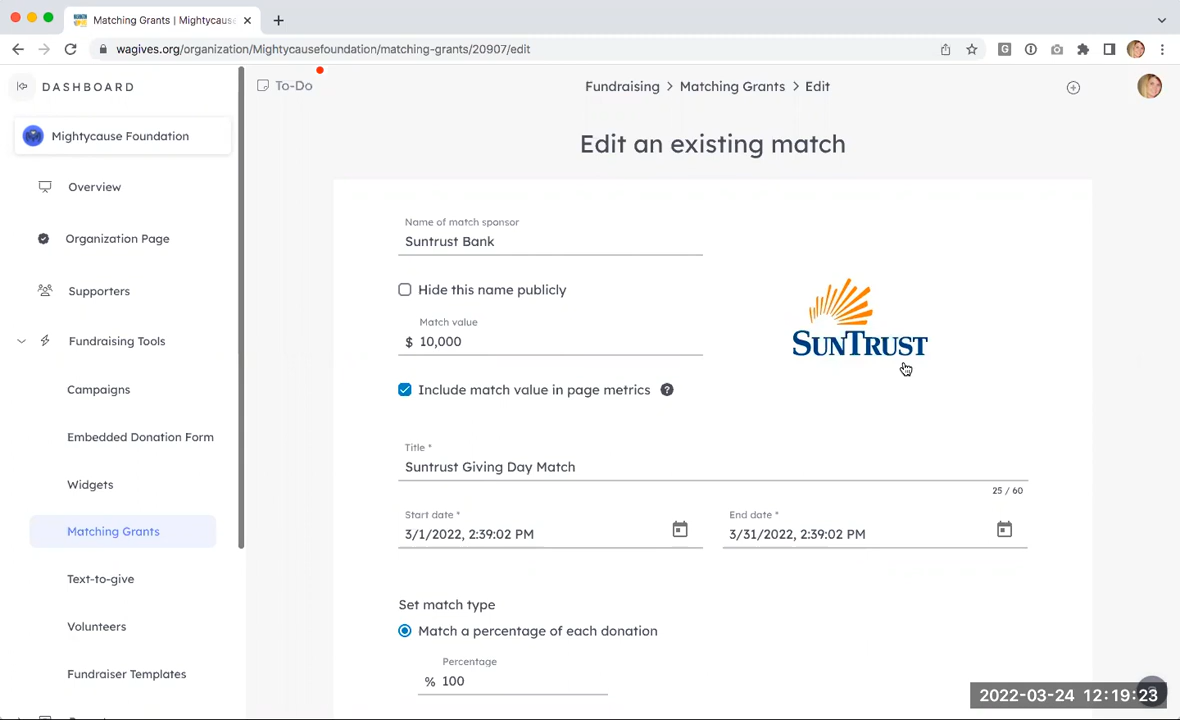 Matching Grants | Mightycaus
wagives.org/organization/Mightycausefoundation/matching-grants/20907/edit
DASHBOARD
To-Do
Fundraising > Matching Grants > Edit
Mightycause Foundation
Overview
Organization Page
Supporters
Fundraising Tools
Campaigns
Embedded Donation Form
Widgets
Matching Grants
Text-to-give
Volunteers
Fundraiser Templates
Edit an existing match
Name of match sponsor
Suntrust Bank
Hide this name publicly
Match value
$ 10,000
SUNTRUST
Include match value in page metrics ?
Title *
Suntrust Giving Day Match
25 / 60
Start date *
3/1/2022, 2:39:02 PM
End date *
3/31/2022, 2:39:02 PM
Set match type
Match a percentage of each donation
Percentage
% 100
2022-03-24 12:19:23